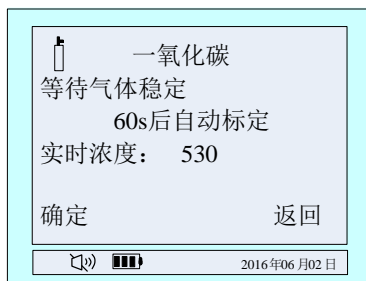 一氧化碳
等待气体稳定
60s后自动标定
实时浓度： 530
确定 返回
2016年06月02日